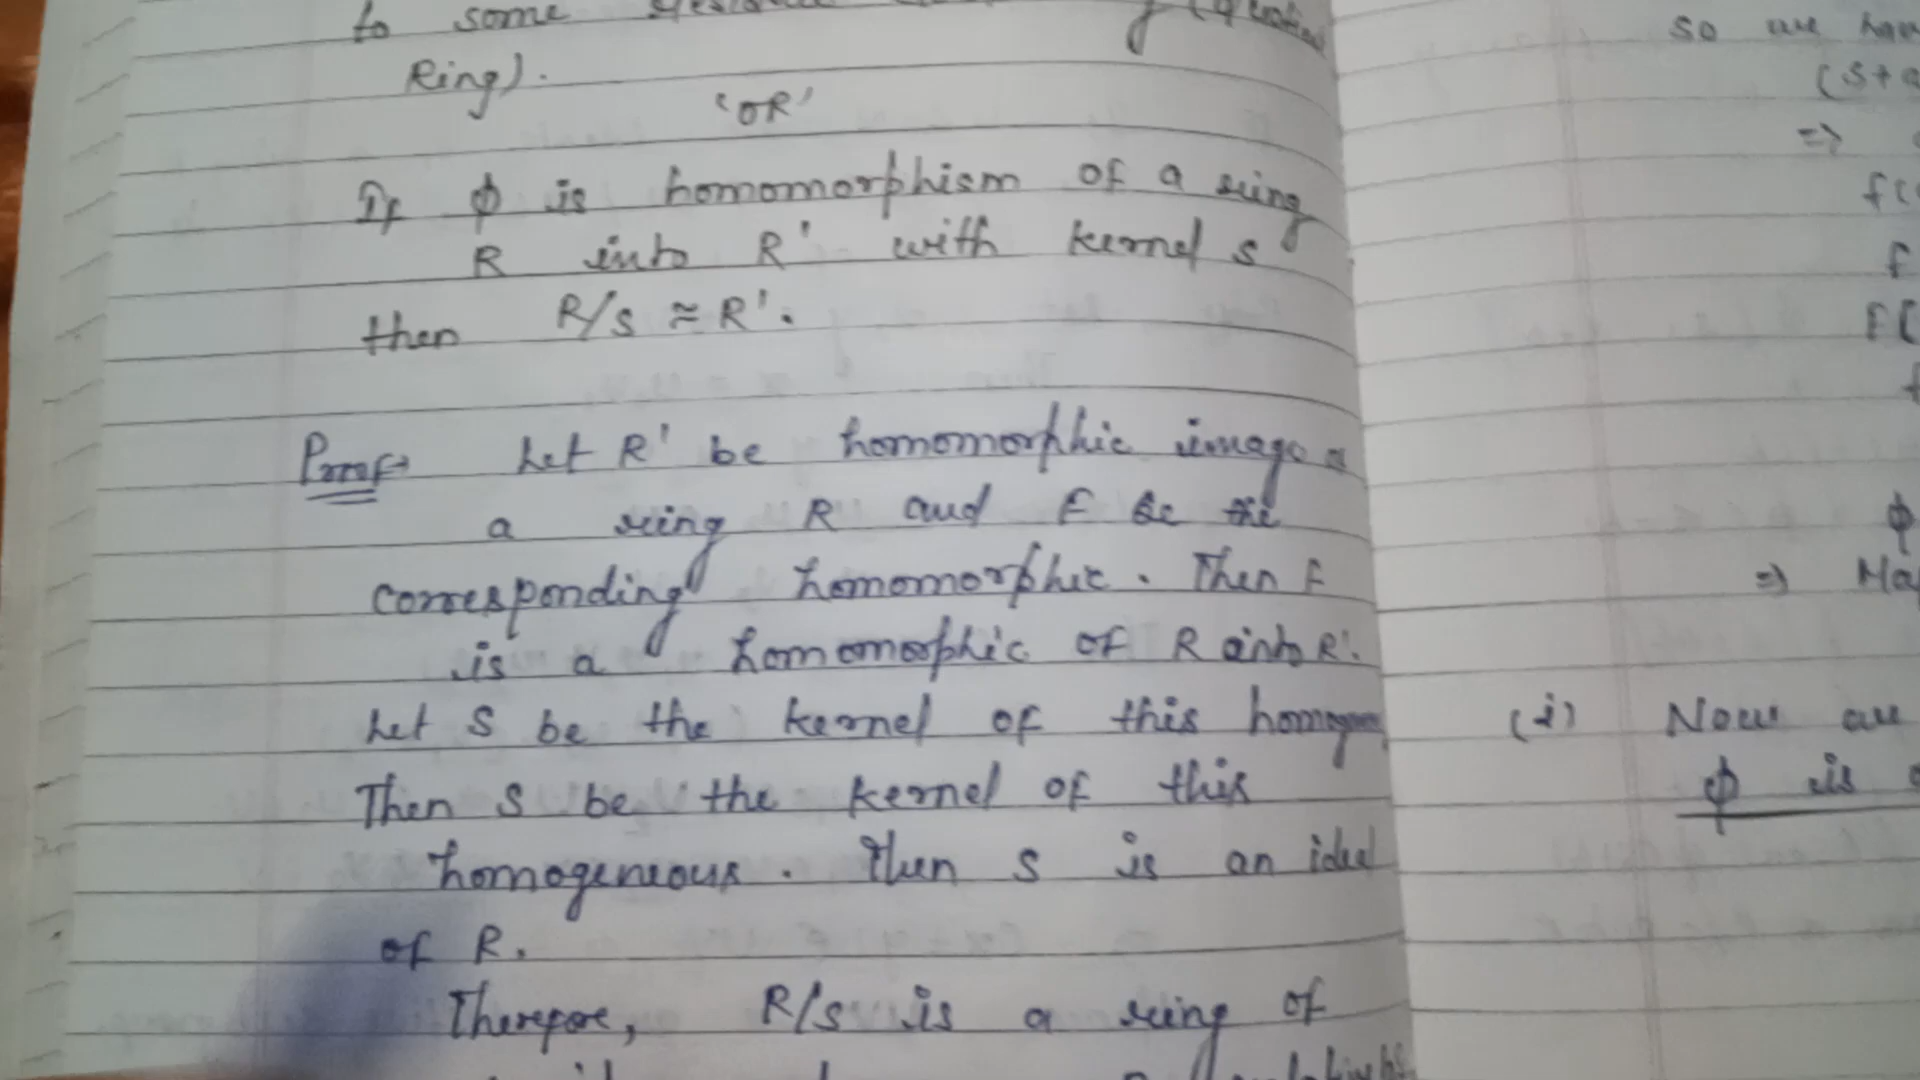 to some
Ring).
'OR'
If ϕ is homomorphism of a ring
R into R' with kernel s
then R/s ≈ R'.
Proof→ Let R' be homomorphic image
a ring R and f be the
corresponding homomorphic. Then f
is a homomorphic of R into R'.
Let S be the kernel of this
Then S be the kernel of this
homogeneous. Then S is an ideal
of R.
Therefore, R/s is a ring of
so we
(S+
=>
f(
f
f[
f
ϕ
=>
(i) Now we
ϕ is